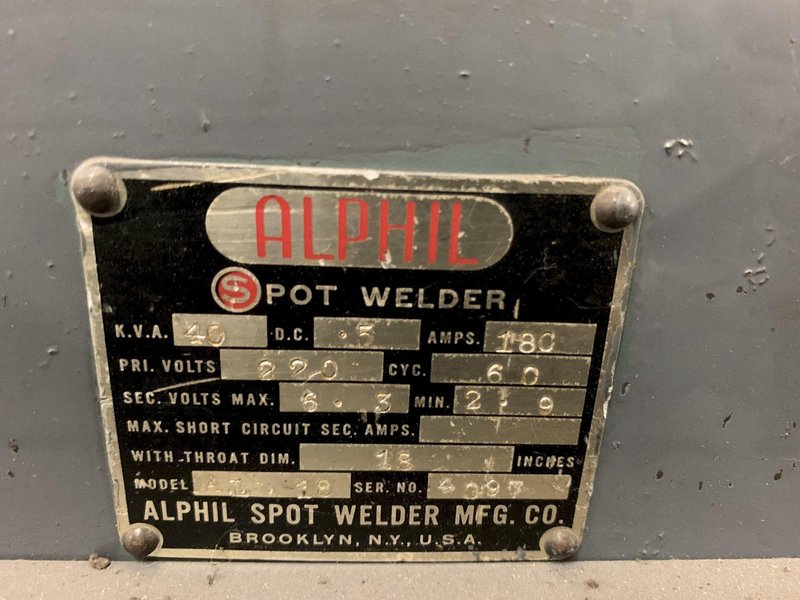 ALPHIL
SPOT WELDER
K.V.A. 40 D.C. .5 AMPS. 180
PRI. VOLTS 220 CYC. 60
SEC. VOLTS MAX. 6.3 MIN. 2.9
MAX. SHORT CIRCUIT SEC. AMPS.
WITH THROAT DIM. 18 INCHES
MODEL AL 18 SER. NO.
ALPHIL SPOT WELDER MFG. CO.
BROOKLYN, N.Y., U.S.A.